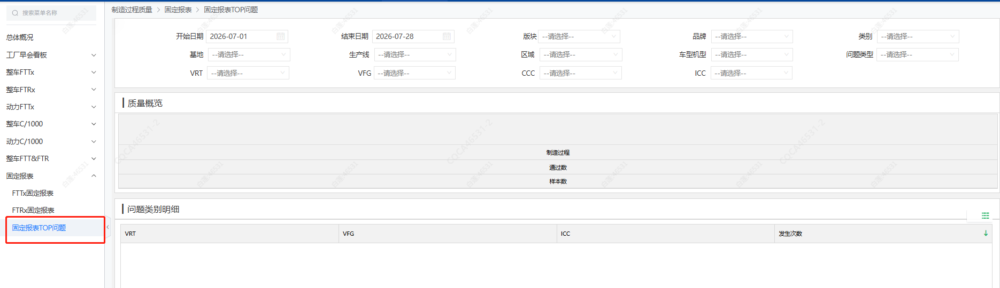 搜索菜单名称
总体概况
工厂早会看板
整车FTTx
整车FTRx
动力FTTx
整车C/1000
动力C/1000
整车FTT&FTR
固定报表
FTTx固定报表
FTRx固定报表
固定报表TOP问题
制造过程质量 > 固定报表 > 固定报表TOP问题
开始日期 2026-07-01 结束日期 2026-07-28 版块 --请选择-- 品牌 --请选择-- 类别 --请选择--
基地 --请选择-- 生产线 --请选择-- 区域 --请选择-- 车型机型 --请选择-- 问题类型 --请选择--
VRT --请选择-- VFG --请选择-- CCC --请选择-- ICC --请选择--
质量概览
制造过程
通过数
样本数
问题类别明细
VRT VFG ICC 发生次数
CQCA46531-2
CQCA46531-2
CQCA46531-2